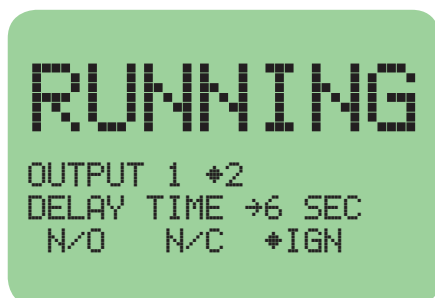 RUNNING
OUTPUT 1 ◆2
DELAY TIME →6 SEC
N/O N/C ◆IGN